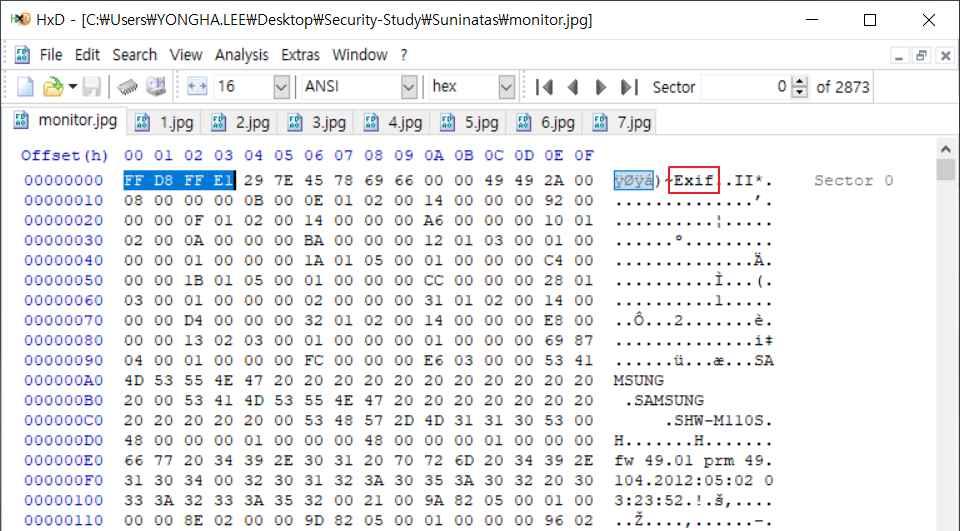 HxD - [C:₩Users₩YONGHA.LEE₩Desktop₩Security-Study₩Suninatas₩monitor.jpg]
File Edit Search View Analysis Extras Window ?
16 ANSI hex Sector 0 of 2873
monitor.jpg 1.jpg 2.jpg 3.jpg 4.jpg 5.jpg 6.jpg 7.jpg
Offset(h) 00 01 02 03 04 05 06 07 08 09 0A 0B 0C 0D 0E 0F
00000000 FF D8 FF E1 29 7E 45 78 69 66 00 00 49 49 2A 00 ÿØÿá)~Exif..II*. Sector 0
00000010 08 00 00 00 0B 00 0E 01 02 00 14 00 00 00 92 00 ..............’.
00000020 00 00 0F 01 02 00 14 00 00 00 A6 00 00 00 10 01 ..........¦.....
00000030 02 00 0A 00 00 00 BA 00 00 00 12 01 03 00 01 00 ......º.........
00000040 00 00 01 00 00 00 1A 01 05 00 01 00 00 00 C4 00 ..............Ä.
00000050 00 00 1B 01 05 00 01 00 00 00 CC 00 00 00 28 01 ..........Ì...(.
00000060 03 00 01 00 00 00 02 00 00 00 31 01 02 00 14 00 ..........1.....
00000070 00 00 D4 00 00 00 32 01 02 00 14 00 00 00 E8 00 ..Ô...2.......è.
00000080 00 00 13 02 03 00 01 00 00 00 01 00 00 00 69 87 ..............i‡
00000090 04 00 01 00 00 00 FC 00 00 00 E6 03 00 00 53 41 ......ü...æ...SA
000000A0 4D 53 55 4E 47 20 20 20 20 20 20 20 20 20 20 20 MSUNG
000000B0 20 00 53 41 4D 53 55 4E 47 20 20 20 20 20 20 20 .SAMSUNG
000000C0 20 20 20 20 20 00 53 48 57 2D 4D 31 31 30 53 00 .SHW-M110S.
000000D0 48 00 00 00 01 00 00 00 48 00 00 00 01 00 00 00 H.......H.......
000000E0 66 77 20 34 39 2E 30 31 20 70 72 6D 20 34 39 2E fw 49.01 prm 49.
000000F0 31 30 34 00 32 30 31 32 3A 30 35 3A 30 32 20 30 104.2012:05:02 0
00000100 33 3A 32 33 3A 35 32 00 21 00 9A 82 05 00 01 00 3:23:52.!.š‚....
00000110 00 00 8E 02 00 00 9D 82 05 00 01 00 00 00 96 02 ..Ž....‚......–.